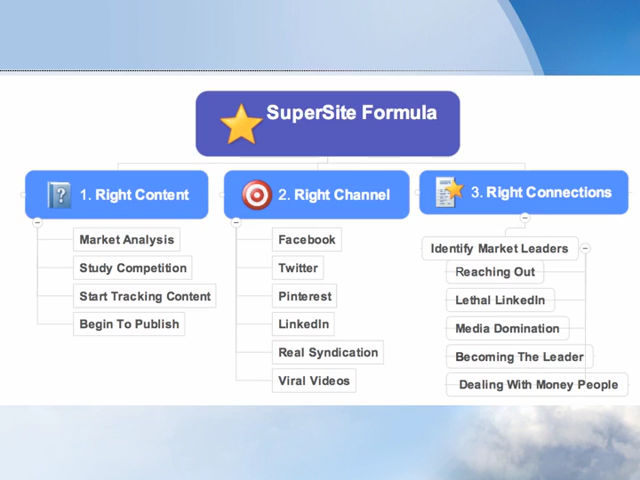 SuperSite Formula
1. Right Content
Market Analysis
Study Competition
Start Tracking Content
Begin To Publish
2. Right Channel
Facebook
Twitter
Pinterest
LinkedIn
Real Syndication
Viral Videos
3. Right Connections
Identify Market Leaders
Reaching Out
Lethal LinkedIn
Media Domination
Becoming The Leader
Dealing With Money People